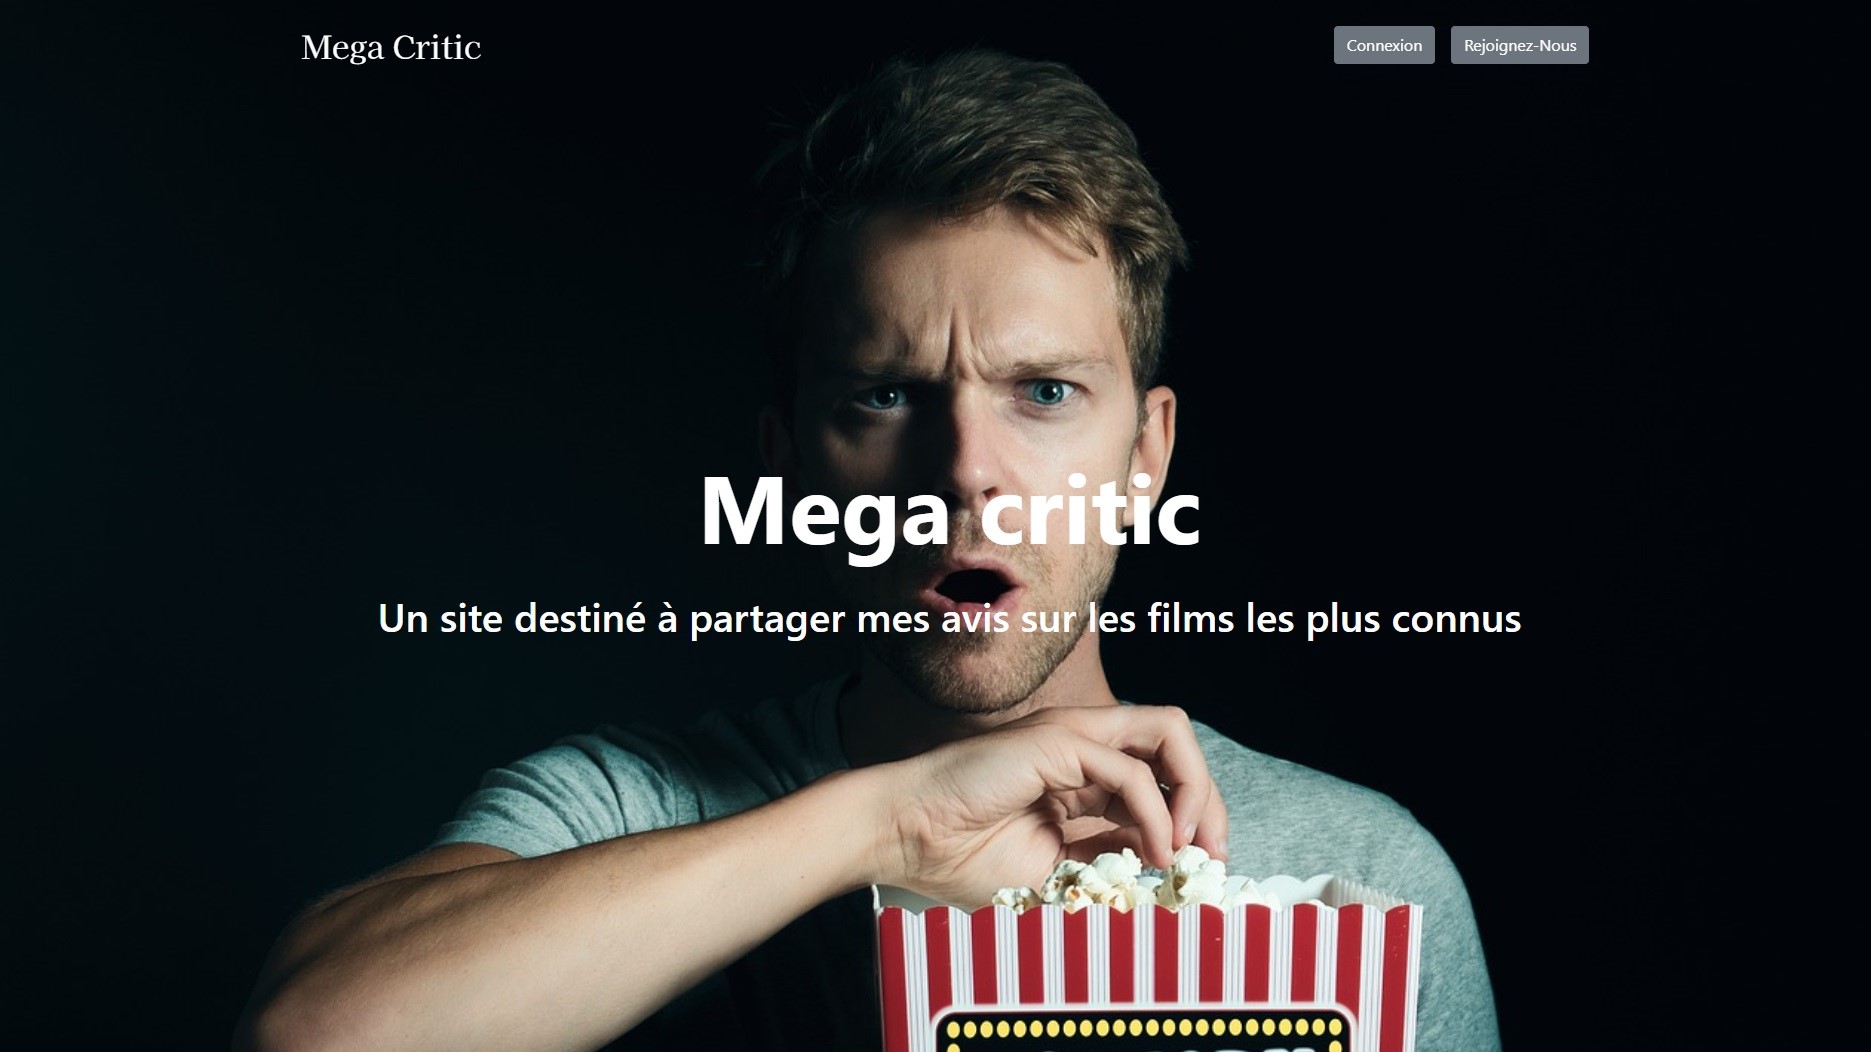 Mega Critic
Connexion
Rejoignez-Nous
Mega critic
Un site destiné à partager mes avis sur les films les plus connus